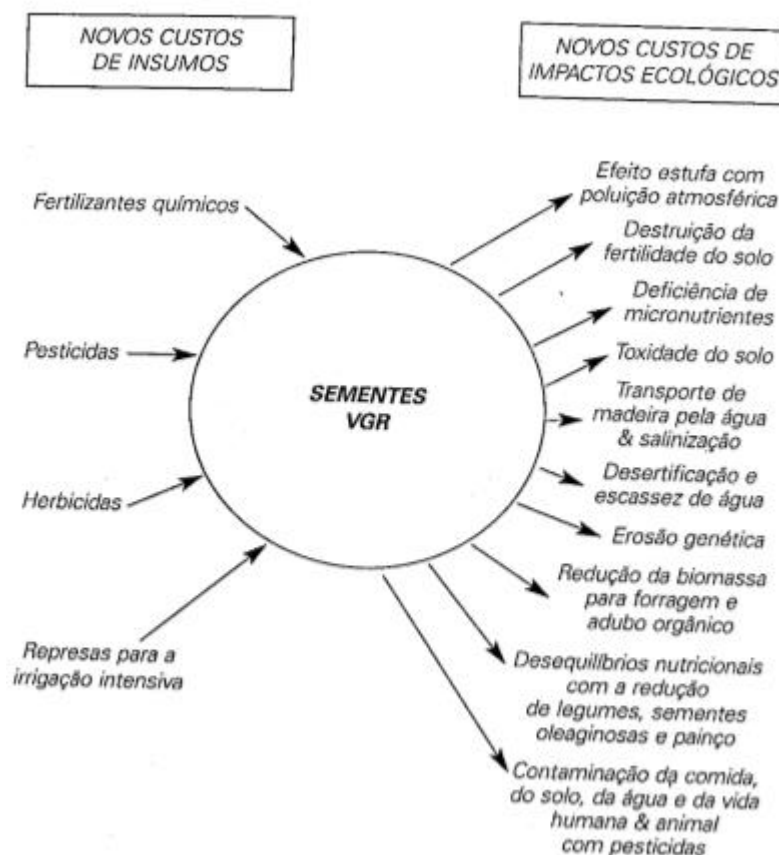 NOVOS CUSTOS
DE INSUMOS
NOVOS CUSTOS DE
IMPACTOS ECOLÓGICOS
Fertilizantes químicos
Pesticidas
Herbicidas
Represas para a
irrigação intensiva
SEMENTES
VGR
Efeito estufa com
poluição atmosférica
Destruição da
fertilidade do solo
Deficiência de
micronutrientes
Toxidade do solo
Transporte de
madeira pela água
& salinização
Desertificação e
escassez de água
Erosão genética
Redução da biomassa
para forragem e
adubo orgânico
Desequilíbrios nutricionais
com a redução
de legumes, sementes
oleaginosas e painço
Contaminação da comida,
do solo, da água e da vida
humana & animal
com pesticidas